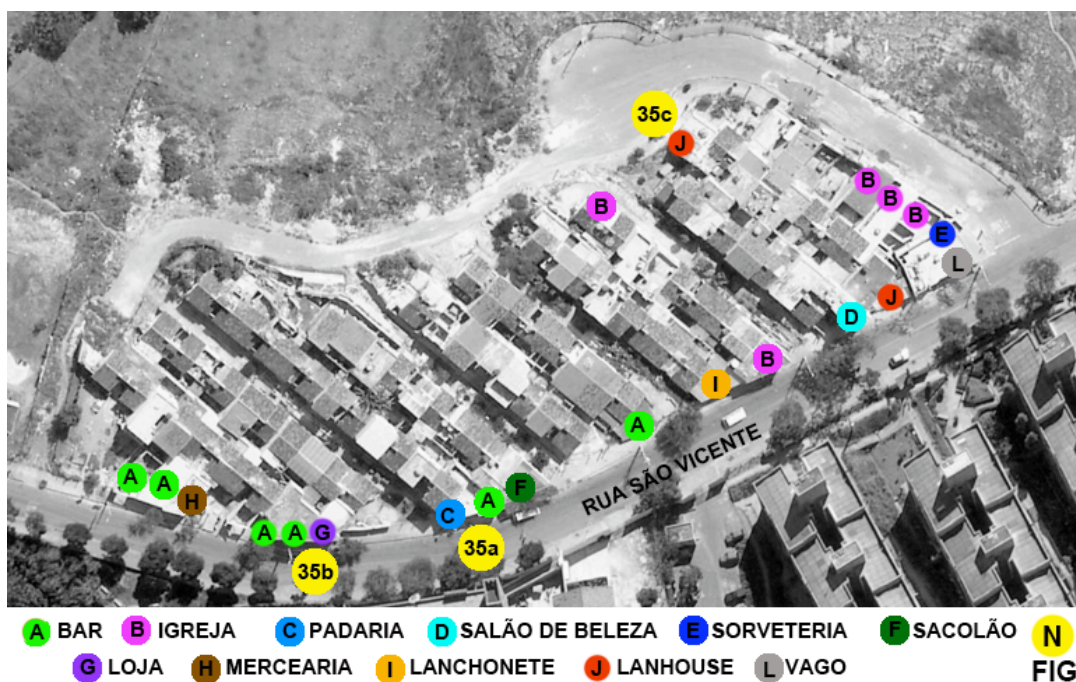 35c
J
B
B
B
B
E
L
J
D
B
I
A
RUA SÃO VICENTE
A
A
H
F
A
C
A
A
G
35a
35b
A BAR B IGREJA C PADARIA D SALÃO DE BELEZA E SORVETERIA F SACOLÃO N
G LOJA H MERCEARIA I LANCHONETE J LANHOUSE L VAGO FIG